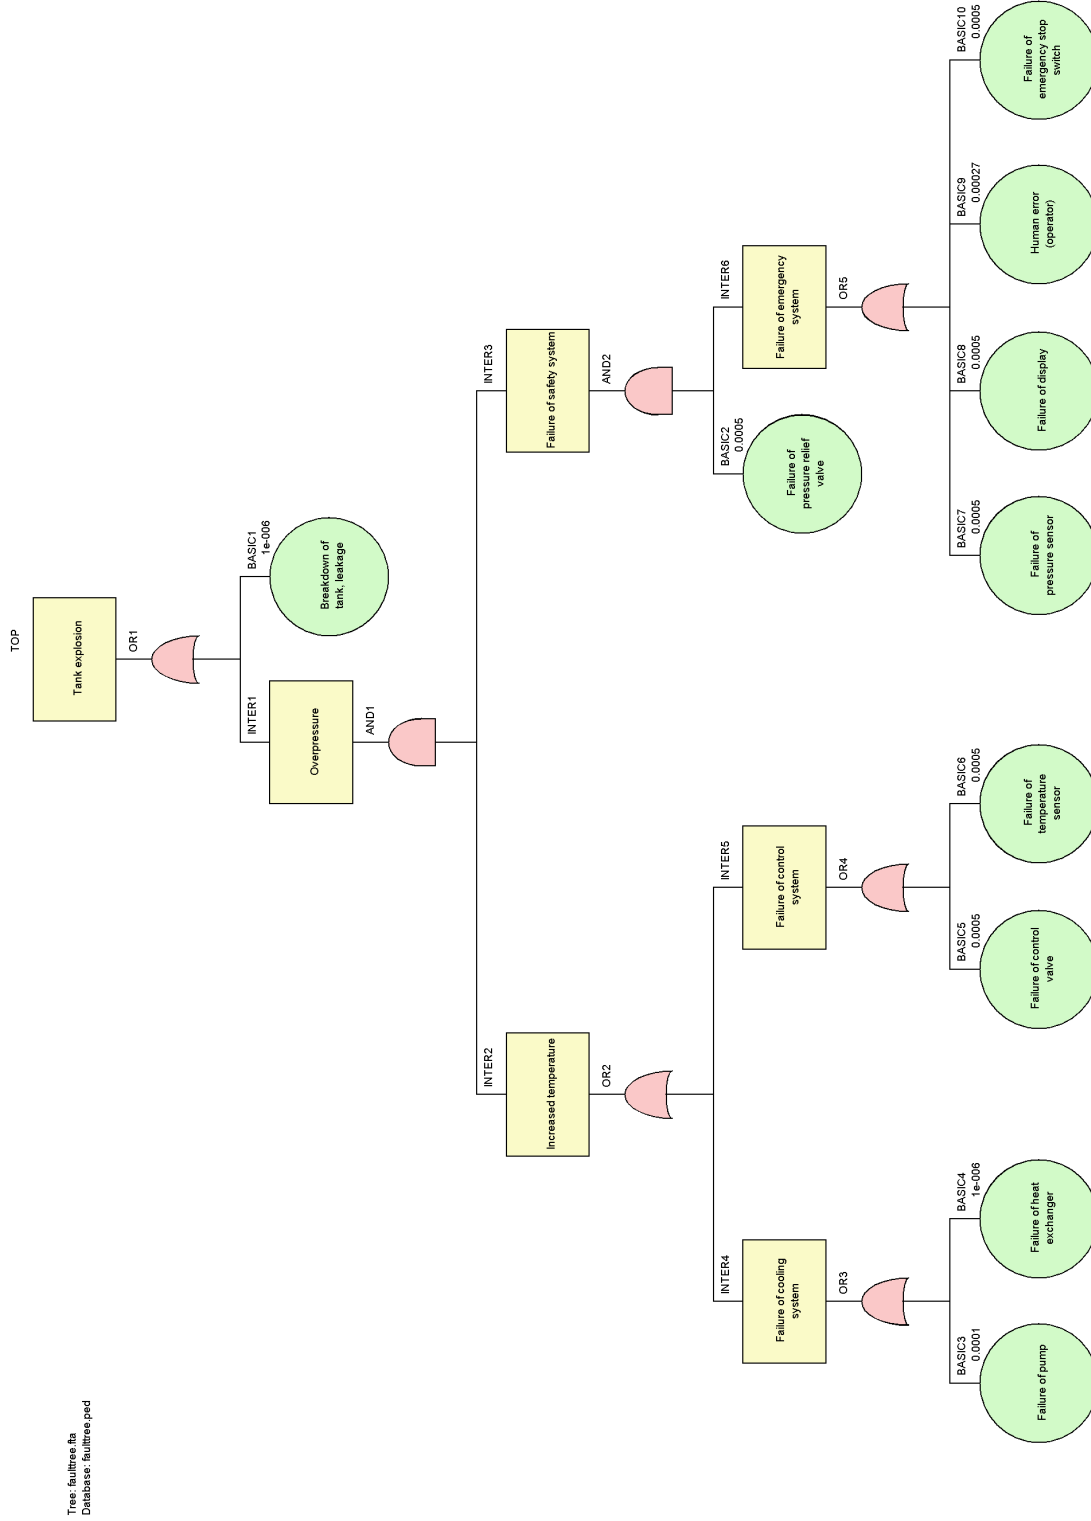 Tree: faulttree.fta
Database: faulttree.ped
TOP
Tank explosion
OR1
INTER1
Overpressure
AND1
BASIC1
1e-006
Breakdown of
tank, leakage
INTER2
Increased temperature
OR2
INTER3
Failure of safety system
AND2
INTER4
Failure of cooling
system
OR3
INTER5
Failure of control
system
OR4
BASIC2
0.0005
Failure of
pressure relief
valve
INTER6
Failure of emergency
system
OR5
BASIC3
0.0001
Failure of pump
BASIC4
1e-006
Failure of heat
exchanger
BASIC5
0.0005
Failure of control
valve
BASIC6
0.0005
Failure of
temperature
sensor
BASIC7
0.0005
Failure of
pressure sensor
BASIC8
0.0005
Failure of display
BASIC9
0.00027
Human error
(operator)
BASIC10
0.0005
Failure of
emergency stop
switch